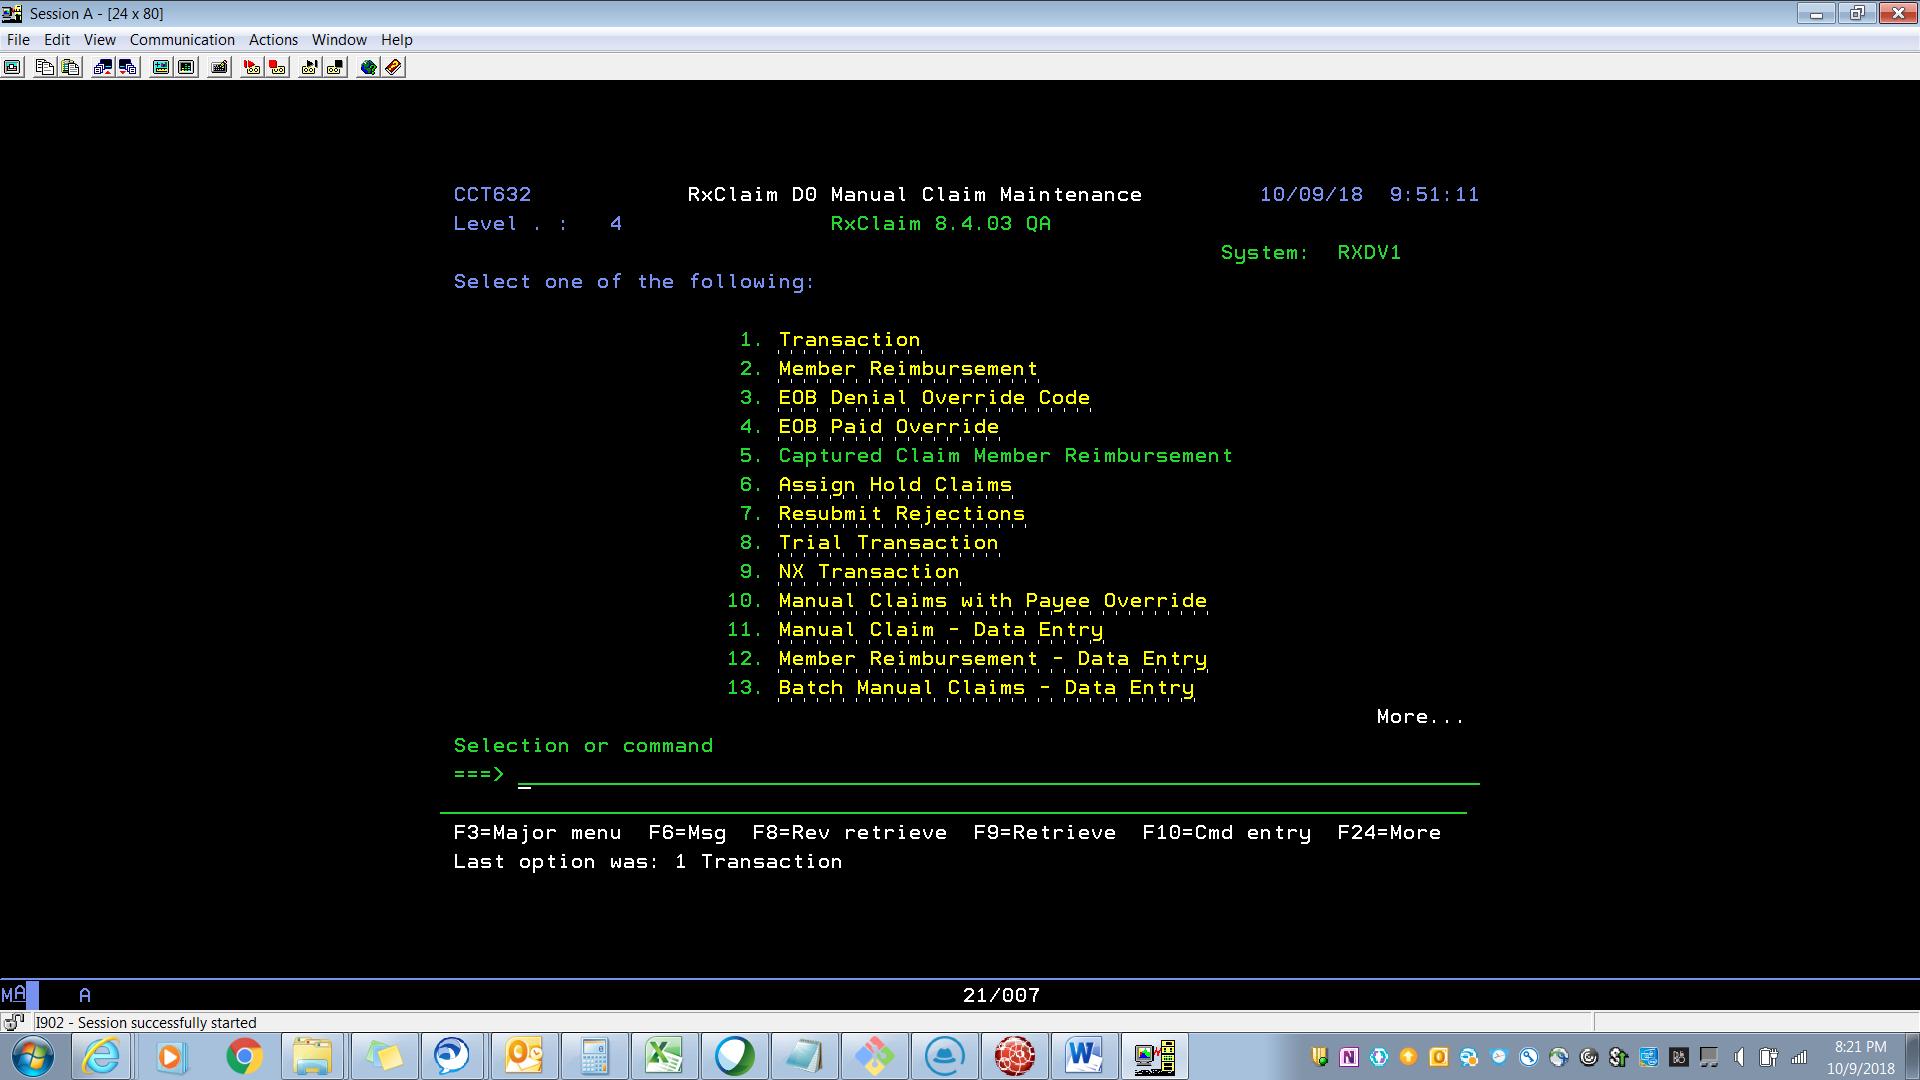 Session A - [24 x 80]
File Edit View Communication Actions Window Help
CCT632 RxClaim D0 Manual Claim Maintenance 10/09/18 9:51:11
Level . : 4 RxClaim 8.4.03 QA
System: RXDV1
Select one of the following:
1. Transaction
2. Member Reimbursement
3. EOB Denial Override Code
4. EOB Paid Override
5. Captured Claim Member Reimbursement
6. Assign Hold Claims
7. Resubmit Rejections
8. Trial Transaction
9. NX Transaction
10. Manual Claims with Payee Override
11. Manual Claim - Data Entry
12. Member Reimbursement - Data Entry
13. Batch Manual Claims - Data Entry
More...
Selection or command
===>
F3=Major menu F6=Msg F8=Rev retrieve F9=Retrieve F10=Cmd entry F24=More
Last option was: 1 Transaction
MA A 21/007
I902 - Session successfully started
8:21 PM
10/9/2018